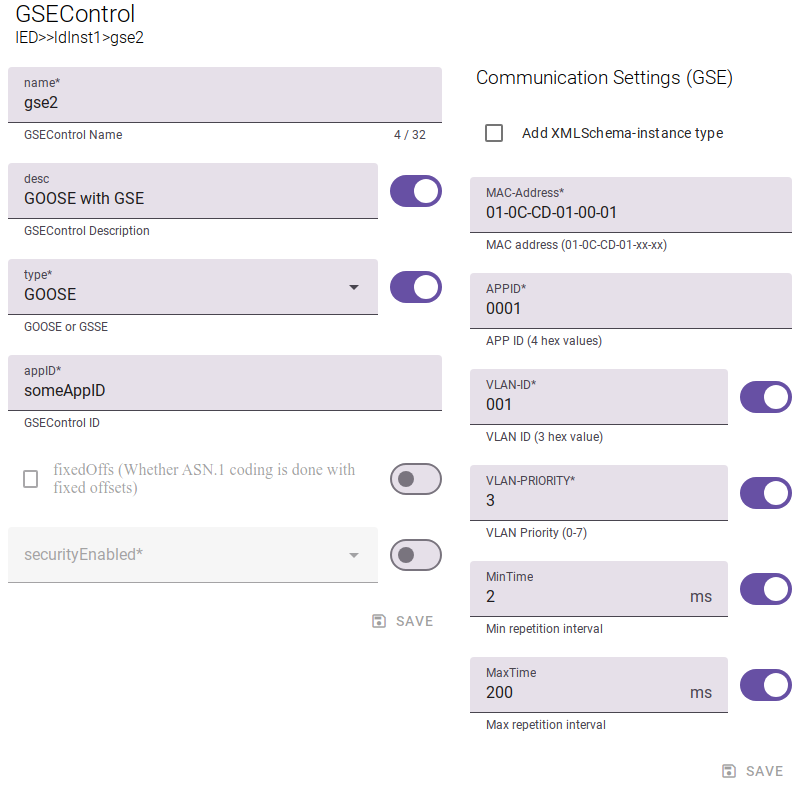 GSEControl
IED>>ldInst1>gse2
name*
gse2
GSEControl Name
4 / 32
desc
GOOSE with GSE
GSEControl Description
type*
GOOSE
GOOSE or GSSE
appID*
someAppID
GSEControl ID
fixedOffs (Whether ASN.1 coding is done with
fixed offsets)
securityEnabled*
SAVE
Communication Settings (GSE)
Add XMLSchema-instance type
MAC-Address*
01-0C-CD-01-00-01
MAC address (01-0C-CD-01-xx-xx)
APPID*
0001
APP ID (4 hex values)
VLAN-ID*
001
VLAN ID (3 hex value)
VLAN-PRIORITY*
3
VLAN Priority (0-7)
MinTime
2
ms
Min repetition interval
MaxTime
200
ms
Max repetition interval
SAVE